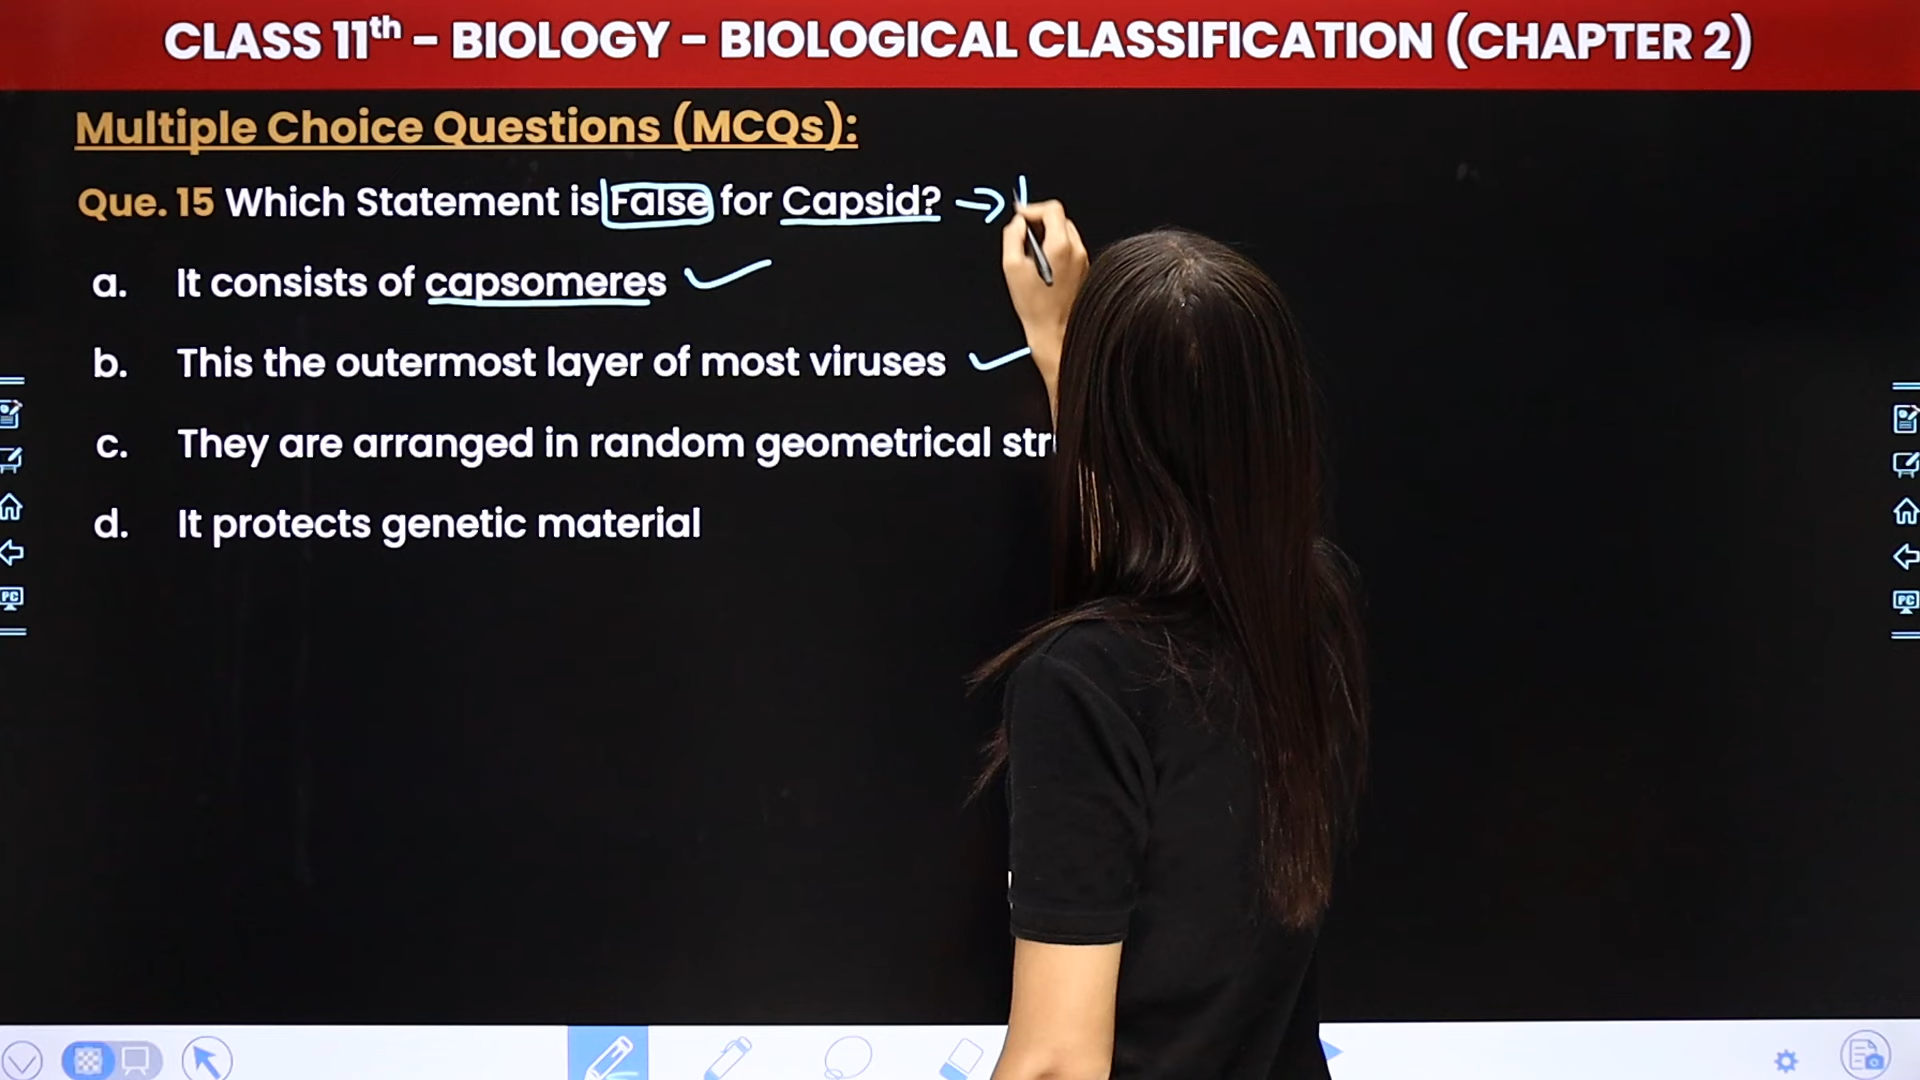 CLASS 11th - BIOLOGY - BIOLOGICAL CLASSIFICATION (CHAPTER 2)
Multiple Choice Questions (MCQs):
Que. 15 Which Statement is False for Capsid?
a. It consists of capsomeres
b. This the outermost layer of most viruses
c. They are arranged in random geometrical
d. It protects genetic material
PC
PC